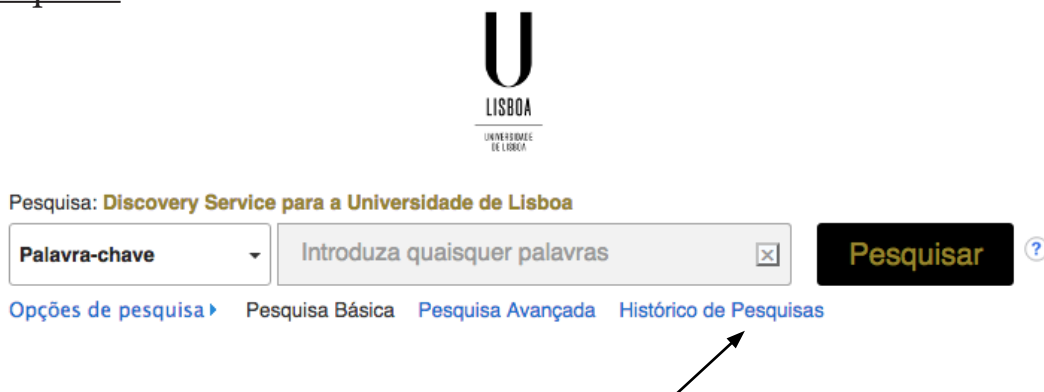 U
LISBOA
UNIVERSIDADE
DE LISBOA
Pesquisa: Discovery Service para a Universidade de Lisboa
Palavra-chave
Introduza quaisquer palavras
Pesquisar
?
Opções de pesquisa
Pesquisa Básica
Pesquisa Avançada
Histórico de Pesquisas